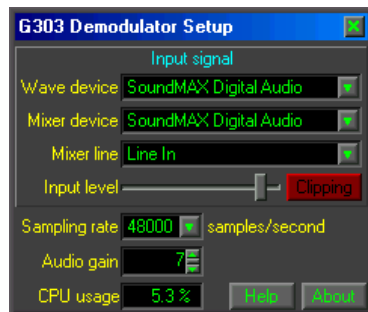 G303 Demodulator Setup
Input signal
Wave device SoundMAX Digital Audio
Mixer device SoundMAX Digital Audio
Mixer line Line In
Input level Clipping
Sampling rate 48000 samples/second
Audio gain 7
CPU usage 5.3 % Help About